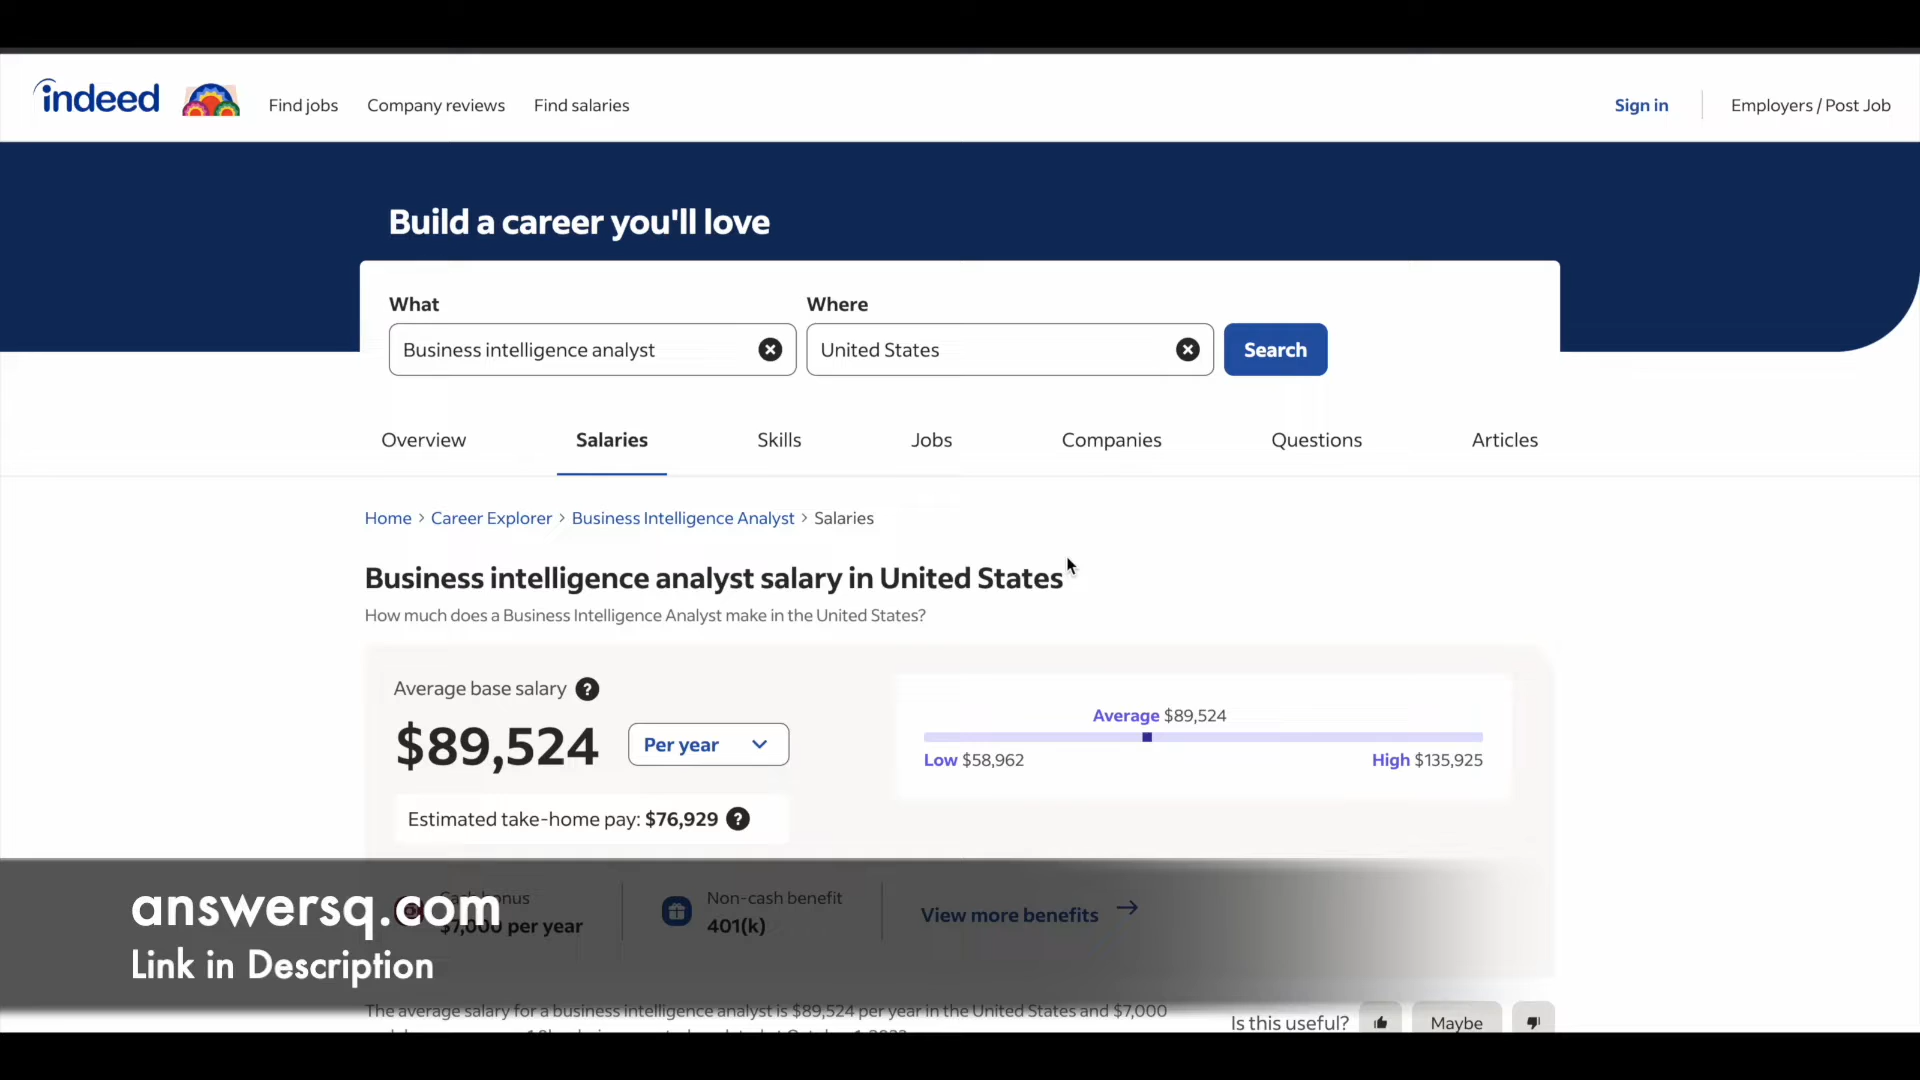 indeed
Find jobs
Company reviews
Find salaries
Sign in
Employers / Post Job
Build a career you'll love
What
Where
Business intelligence analyst
United States
Search
Overview
Salaries
Skills
Jobs
Companies
Questions
Articles
Home > Career Explorer > Business Intelligence Analyst > Salaries
Business intelligence analyst salary in United States
How much does a Business Intelligence Analyst make in the United States?
Average base salary ?
$89,524
Per year
Estimated take-home pay: $76,929 ?
Average $89,524
Low $58,962
High $135,925
Cash bonus
$7,000 per year
Non-cash benefit
401(k)
View more benefits →
answersq.com
Link in Description
The average salary for a business intelligence analyst is $89,524 per year in the United States and $7,000
Is this useful?
Maybe